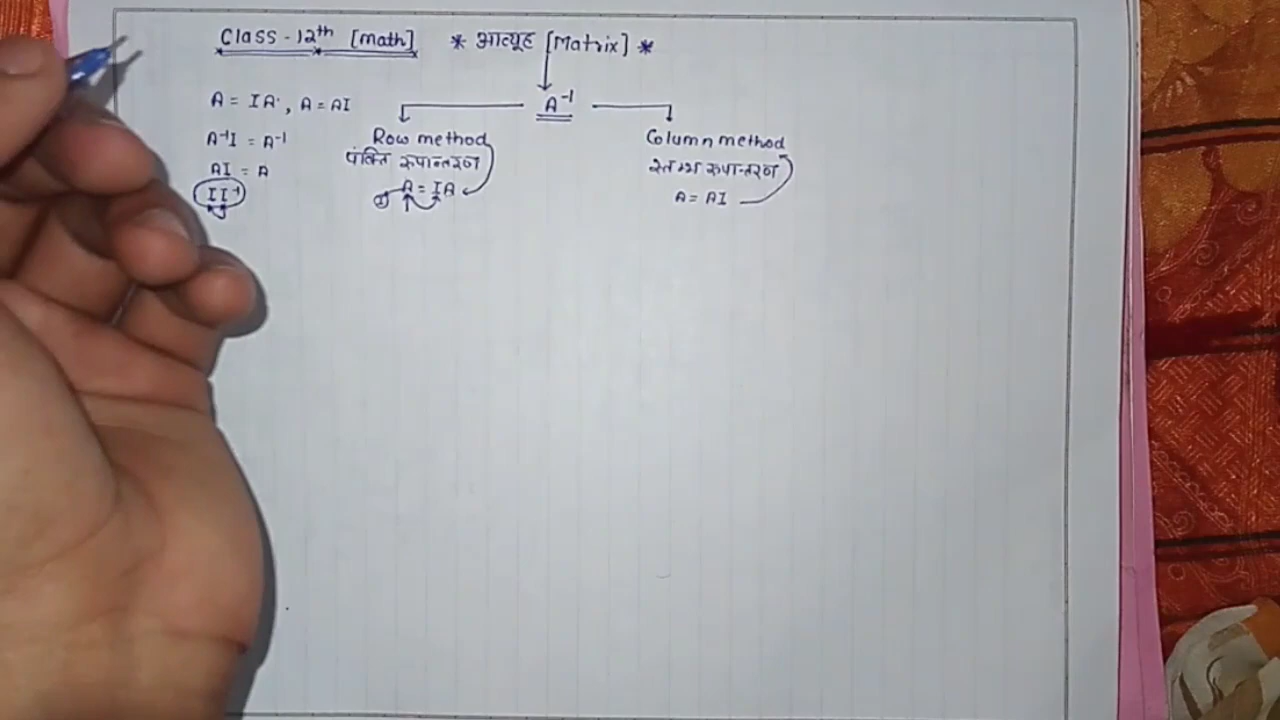 Class-12th [math] * आव्यूह [Matrix] *
A = IA, A = AI
A⁻¹
A⁻¹I = A⁻¹
AI = A
II⁻¹
Row method
पंक्ति रूपान्तरण
A = IA
Column method
स्तम्भ रूपान्तरण
A = AI